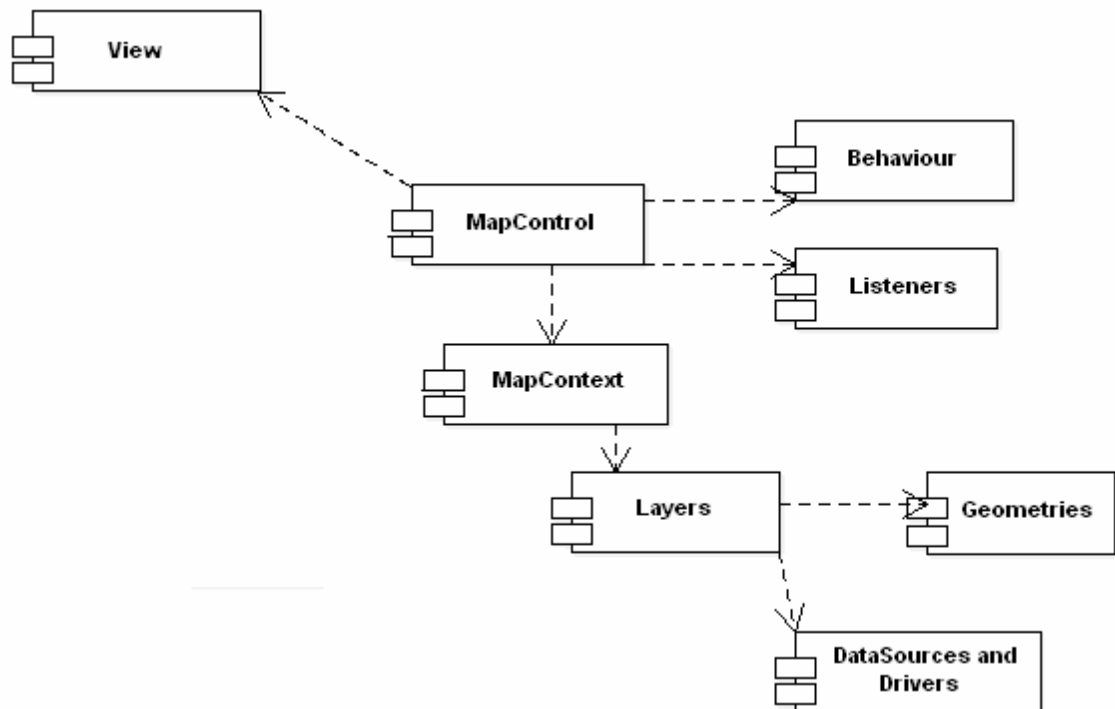 View
Behaviour
MapControl
Listeners
MapContext
Layers
Geometries
DataSources and
Drivers